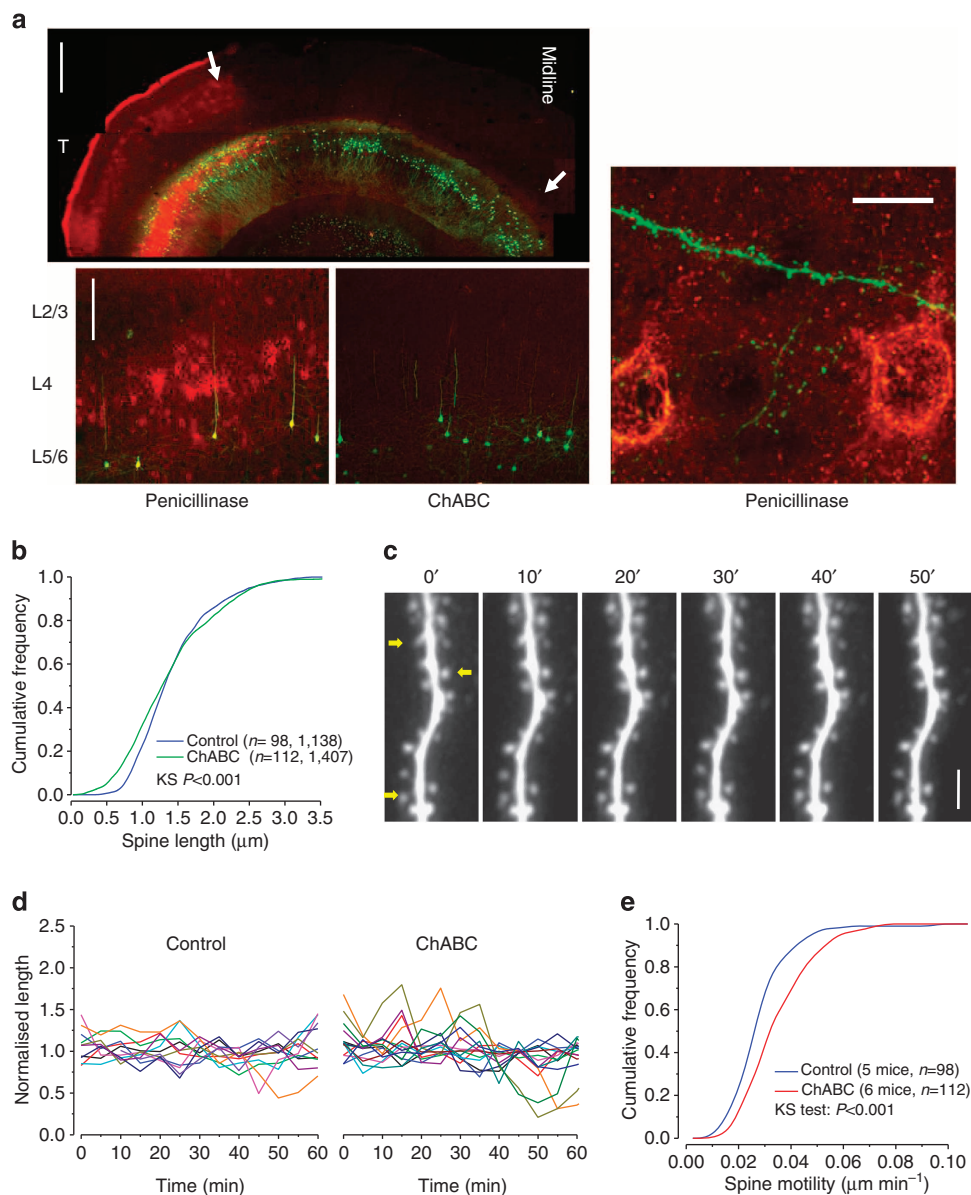 a
Midline
T
L2/3
L4
L5/6
Penicillinase
ChABC
Penicillinase
b
Cumulative frequency
1.0
0.8
0.6
0.4
0.2
0.0
Control (n= 98, 1,138)
ChABC (n=112, 1,407)
KS P<0.001
0.0 0.5 1.0 1.5 2.0 2.5 3.0 3.5
Spine length (μm)
c
0′ 10′ 20′ 30′ 40′ 50′
d
Normalised length
2.5
2.0
1.5
1.0
0.5
0.0
Control
ChABC
0 10 20 30 40 50 60
0 10 20 30 40 50 60
Time (min)
Time (min)
e
Cumulative frequency
1.0
0.8
0.6
0.4
0.2
0.0
Control (5 mice, n=98)
ChABC (6 mice, n=112)
KS test: P<0.001
0.00 0.02 0.04 0.06 0.08 0.10
Spine motility (μm min⁻¹)